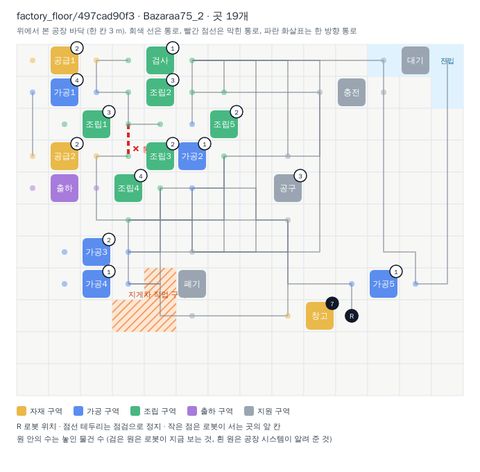 factory_floor/497cad90f3 · Bazaraa75_2 · 곳 19개
위에서 본 공장 바닥 (한 칸 3 m). 회색 선은 통로, 빨간 점선은 막힌 통로, 파란 화살표는 한 방향 통로
공급1 2 검사 1 대기
가공1 4 조립2 3 충전
조립1 3 조립5 2
공급2 2 조립3 2 가공2 1
출하 조립4 4 공구 3
가공3 2
가공4 1 폐기 가공5 1
지게차 작업 구
창고 7 R
자재 구역 가공 구역 조립 구역 출하 구역 지원 구역
R 로봇 위치 · 점선 테두리는 점검으로 정지 · 작은 점은 로봇이 서는 곳의 앞 칸
원 안의 수는 놓인 물건 수 (검은 원은 로봇이 지금 보는 것, 흰 원은 공장 시스템이 알려 준 것)